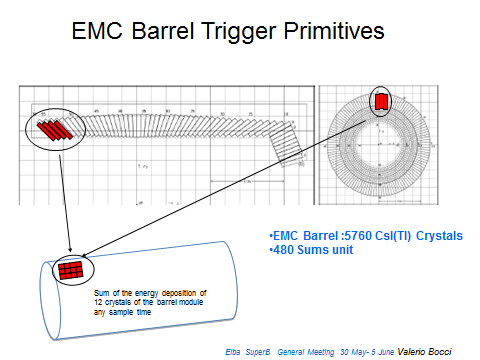 EMC Barrel Trigger Primitives
•EMC Barrel :5760 CsI(Tl) Crystals
•480 Sums unit
Sum of the energy deposition of
12 crystals of the barrel module
any sample time
Elba SuperB General Meeting 30 May- 5 June Valerio Bocci